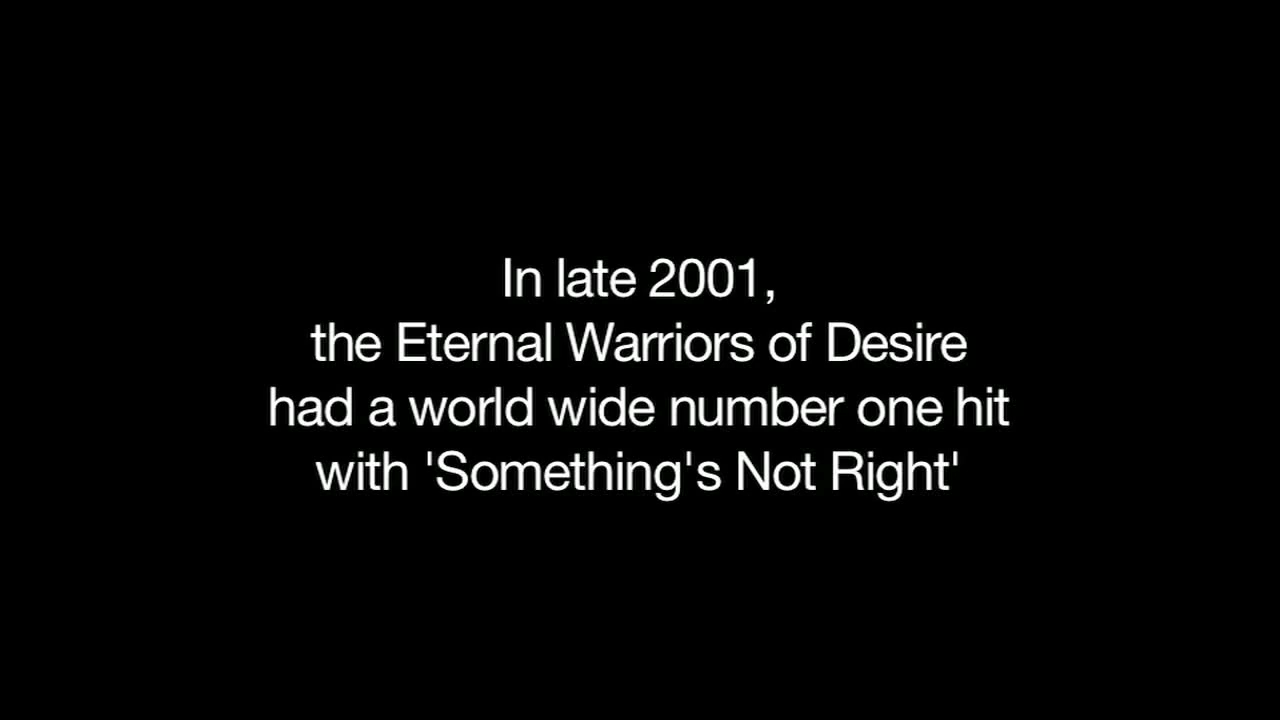 In late 2001,
the Eternal Warriors of Desire
had a world wide number one hit
with 'Something's Not Right'